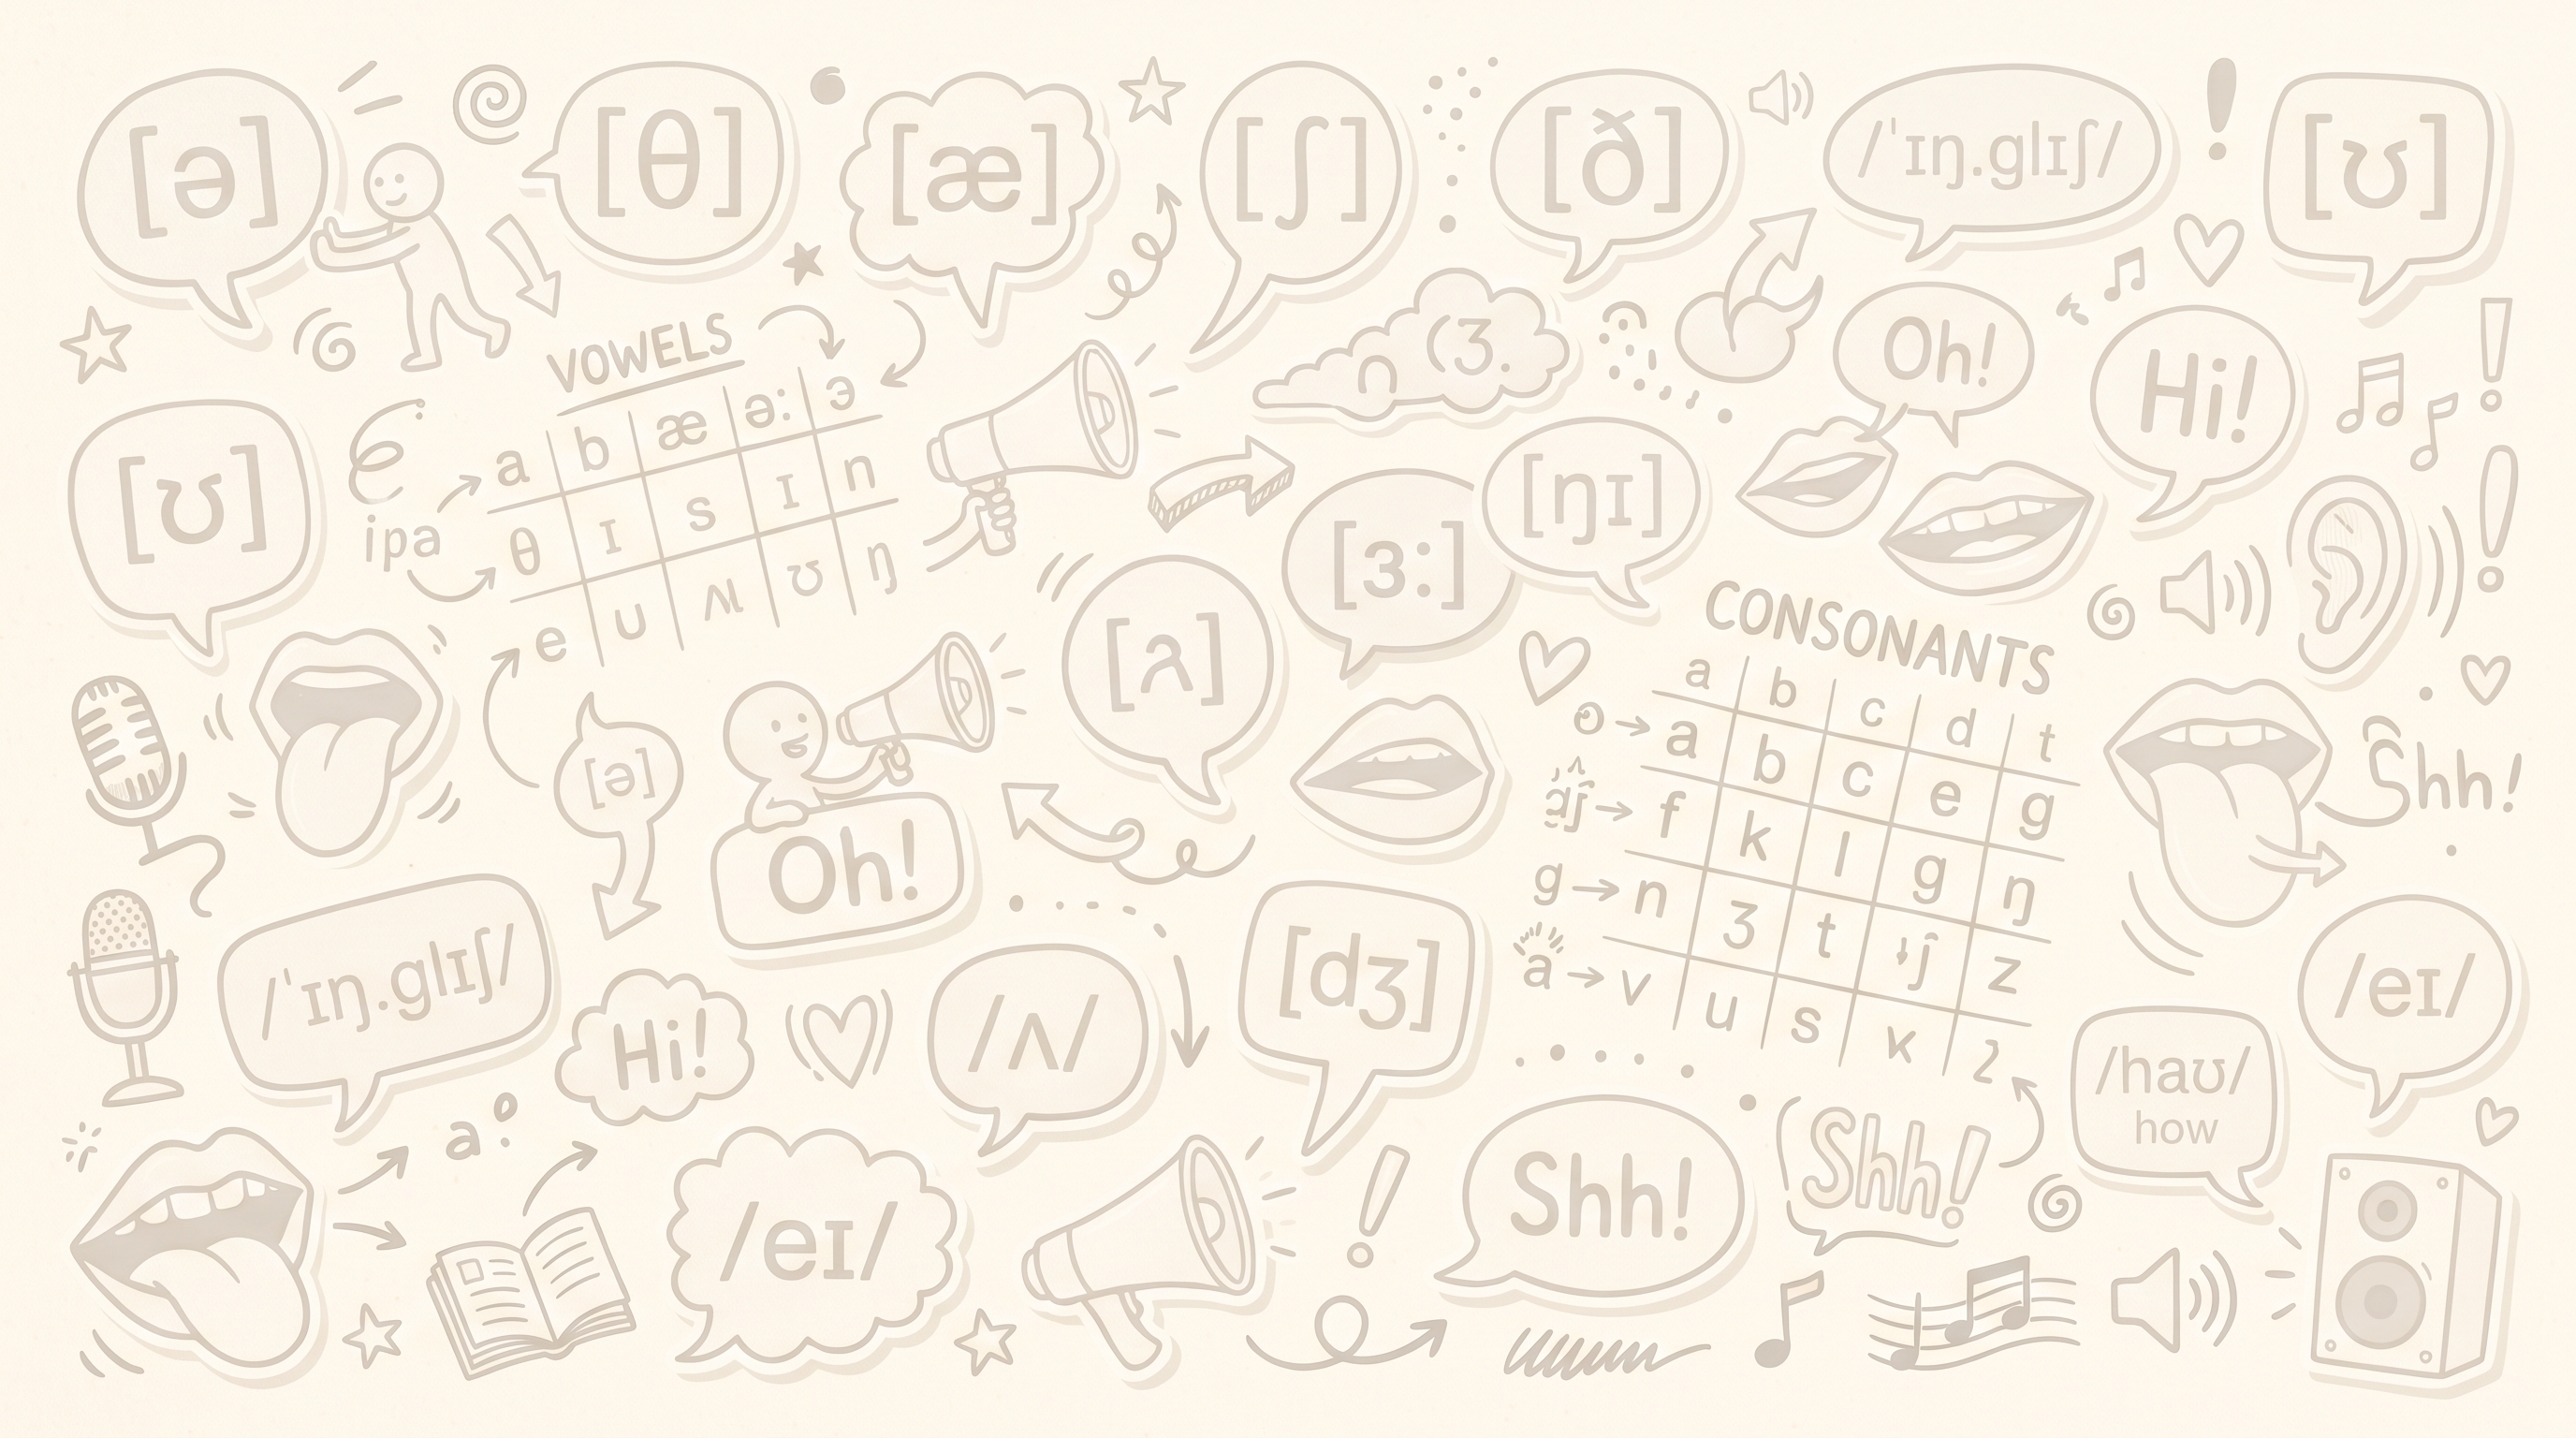 [ə]
[θ]
[æ]
[ʃ]
[ð]
/ˈɪŋ.glɪʃ/
[ʊ]
Oh!
Hi!
[ʊ]
ipa
VOWELS
a b æ ə: ɘ
θ ɪ s ɪ n
e u ʊ ŋ
[ŋɪ]
[ɜ:]
[ə]
Oh!
CONSONANTS
a b c d t
a b c e g
f k l g ŋ
g n ʒ t z
a v u s K
Shh!
/ˈɪŋ.glɪʃ/
Hi!
/ʌ/
[dʒ]
/eɪ/
/haʊ/
how
a
/eɪ/
Shh!
Shh!